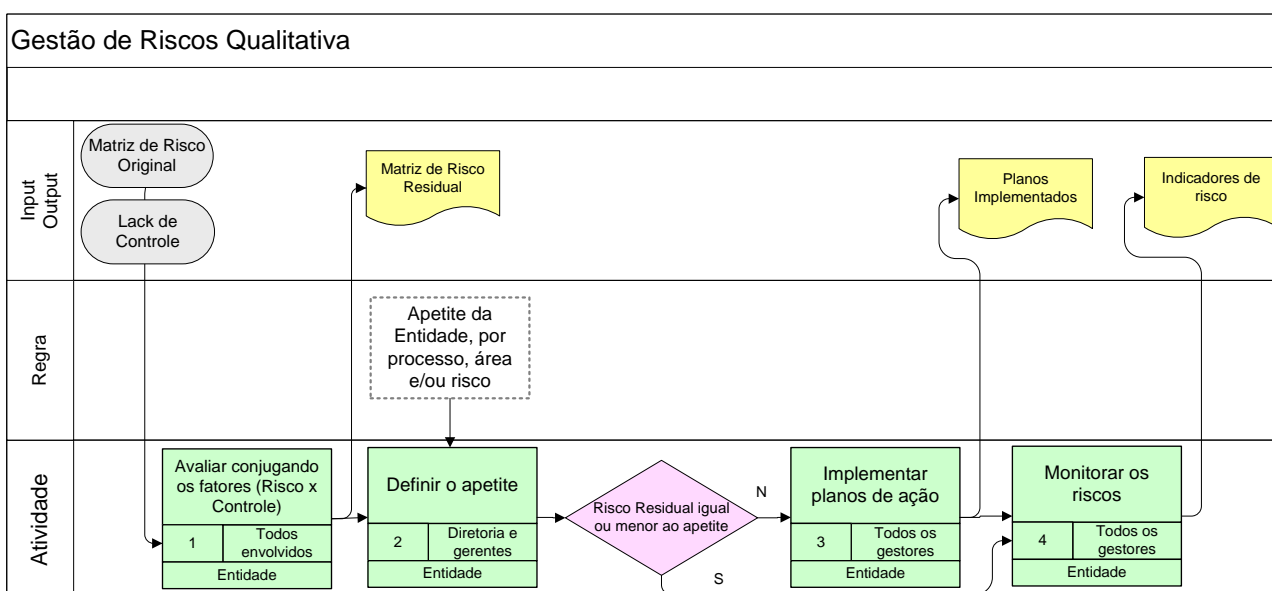 Gestão de Riscos Qualitativa
Input
Output
Matriz de Risco
Original
Lack de
Controle
Matriz de Risco
Residual
Planos
Implementados
Indicadores de
risco
Regra
Apetite da
Entidade, por
processo, área
e/ou risco
Atividade
Avaliar conjugando
os fatores (Risco x
Controle)
1
Todos
envolvidos
Entidade
Definir o apetite
2
Diretoria e
gerentes
Entidade
Risco Residual igual
ou menor ao apetite
N
S
Implementar
planos de ação
3
Todos os
gestores
Entidade
Monitorar os
riscos
4
Todos os
gestores
Entidade